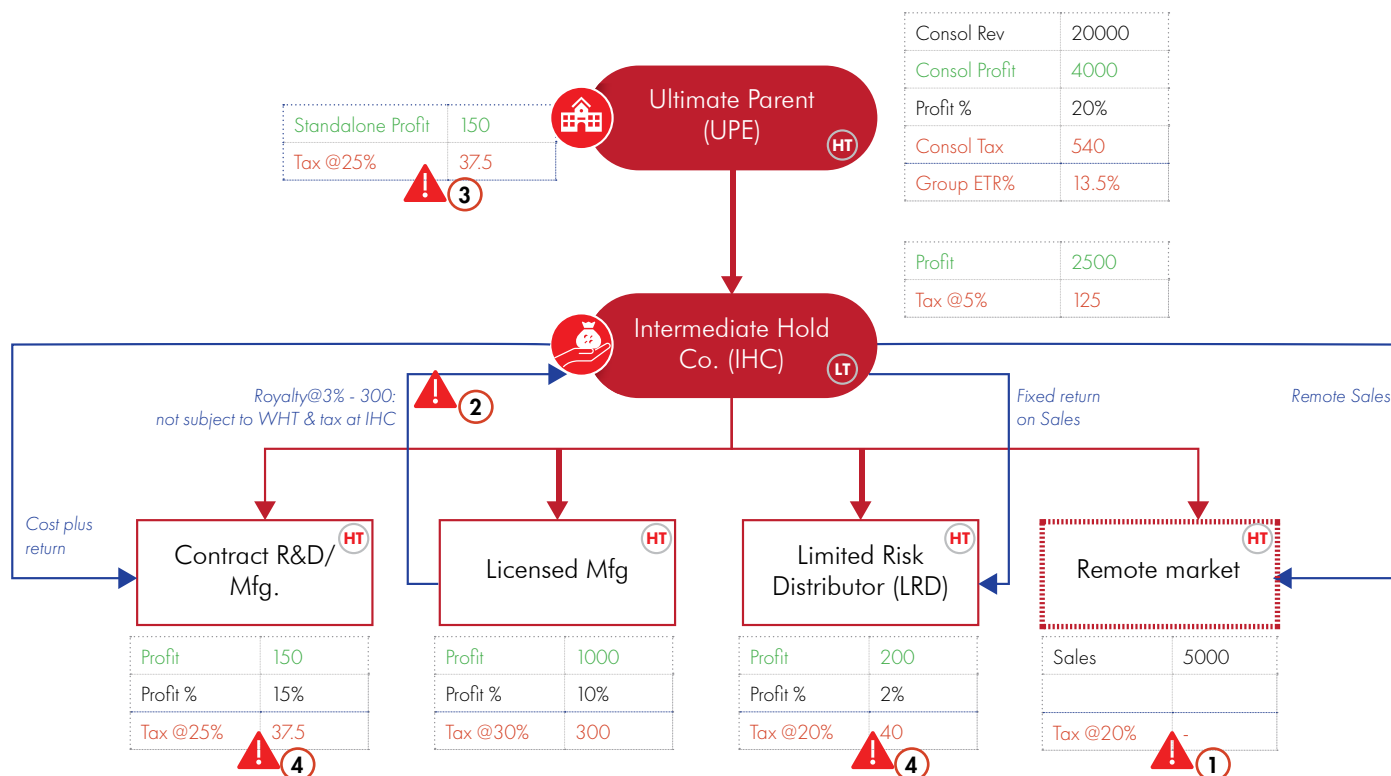 Consol Rev 20000
Consol Profit 4000
Profit % 20%
Consol Tax 540
Group ETR% 13.5%
Ultimate Parent
(UPE)
HT
Standalone Profit 150
Tax @25% 37.5
3
Profit 2500
Tax @5% 125
Intermediate Hold
Co. (IHC)
LT
Royalty@3% - 300:
not subject to WHT & tax at IHC
2
Fixed return
on Sales
Remote Sales
Cost plus
return
Contract R&D/
Mfg.
HT
Licensed Mfg
HT
Limited Risk
Distributor (LRD)
HT
Remote market
HT
Profit 150
Profit % 15%
Tax @25% 37.5
4
Profit 1000
Profit % 10%
Tax @30% 300
Profit 200
Profit % 2%
Tax @20% 40
4
Sales 5000
Tax @20% -
1